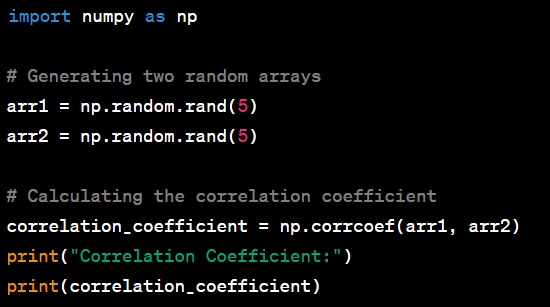 import numpy as np
# Generating two random arrays
arr1 = np.random.rand(5)
arr2 = np.random.rand(5)
# Calculating the correlation coefficient
correlation_coefficient = np.corrcoef(arr1, arr2)
print("Correlation Coefficient:")
print(correlation_coefficient)